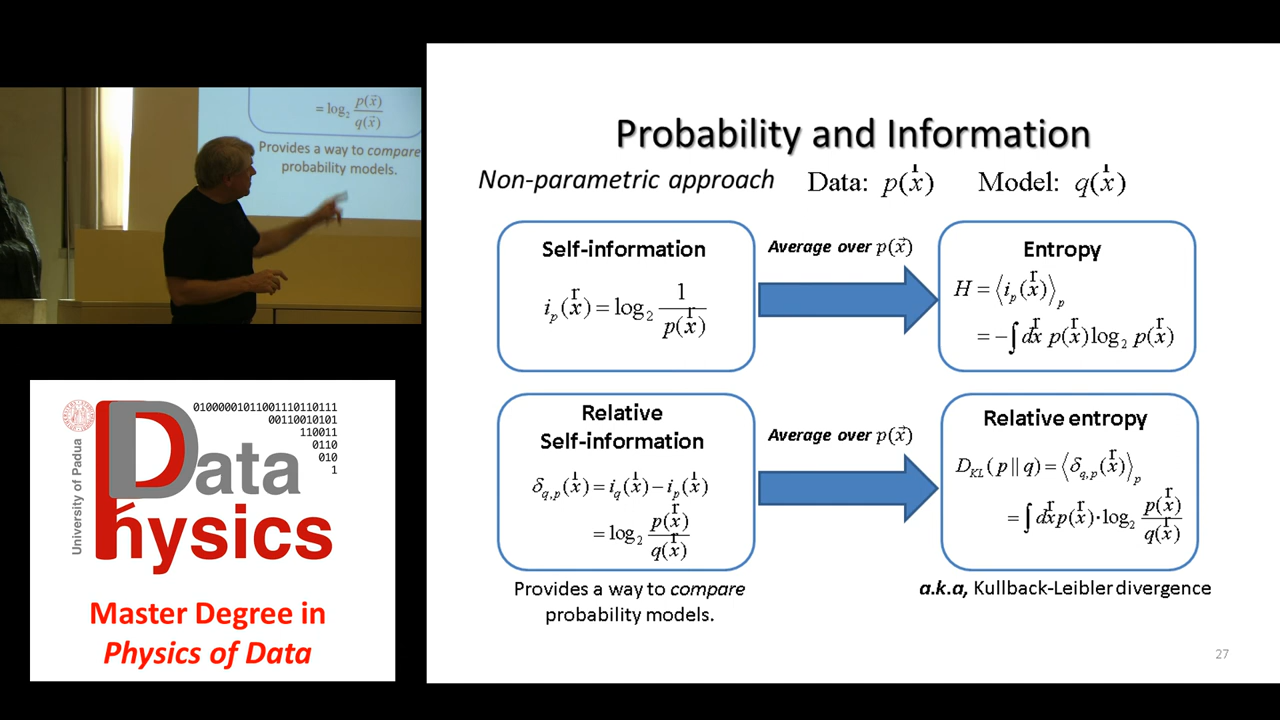 = log₂ p(x⃗) / q(x⃗)
Provides a way to compare
probability models.
University of Padua
010000010110011101101​11
00110010101
110011
0110
010
1
Data
Physics
Master Degree in
Physics of Data
Probability and Information
Non-parametric approach Data: p(x) Model: q(x)
Self-information
i_p(x) = log₂ 1 / p(x)
Average over p(x⃗)
Entropy
H = ⟨i_p(x)⟩_p
= −∫ dx p(x) log₂ p(x)
Relative
Self-information
δ_q,p(x) = i_q(x) − i_p(x)
= log₂ p(x) / q(x)
Provides a way to compare
probability models.
Average over p(x⃗)
Relative entropy
D_KL(p || q) = ⟨δ_q,p(x)⟩_p
= ∫ dx p(x) · log₂ p(x) / q(x)
a.k.a, Kullback-Leibler divergence
27